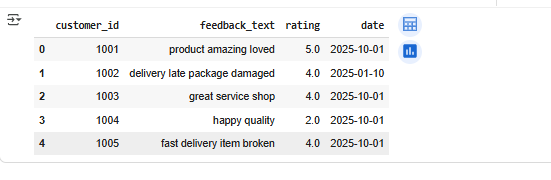 customer_id feedback_text rating date
0 1001 product amazing loved 5.0 2025-10-01
1 1002 delivery late package damaged 4.0 2025-01-10
2 1003 great service shop 4.0 2025-10-01
3 1004 happy quality 2.0 2025-10-01
4 1005 fast delivery item broken 4.0 2025-10-01